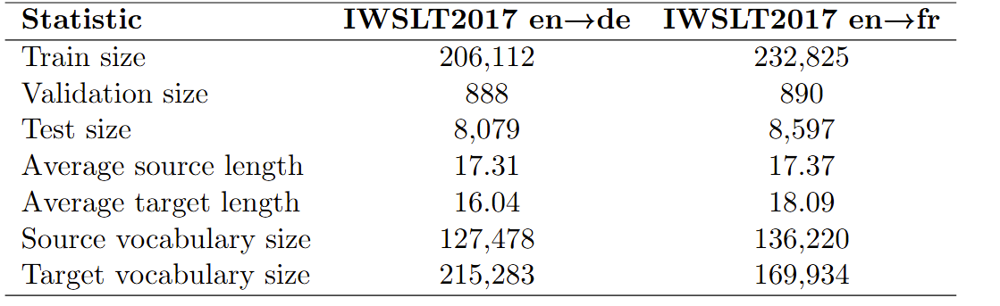 Statistic IWSLT2017 en→de IWSLT2017 en→fr
Train size 206,112 232,825
Validation size 888 890
Test size 8,079 8,597
Average source length 17.31 17.37
Average target length 16.04 18.09
Source vocabulary size 127,478 136,220
Target vocabulary size 215,283 169,934